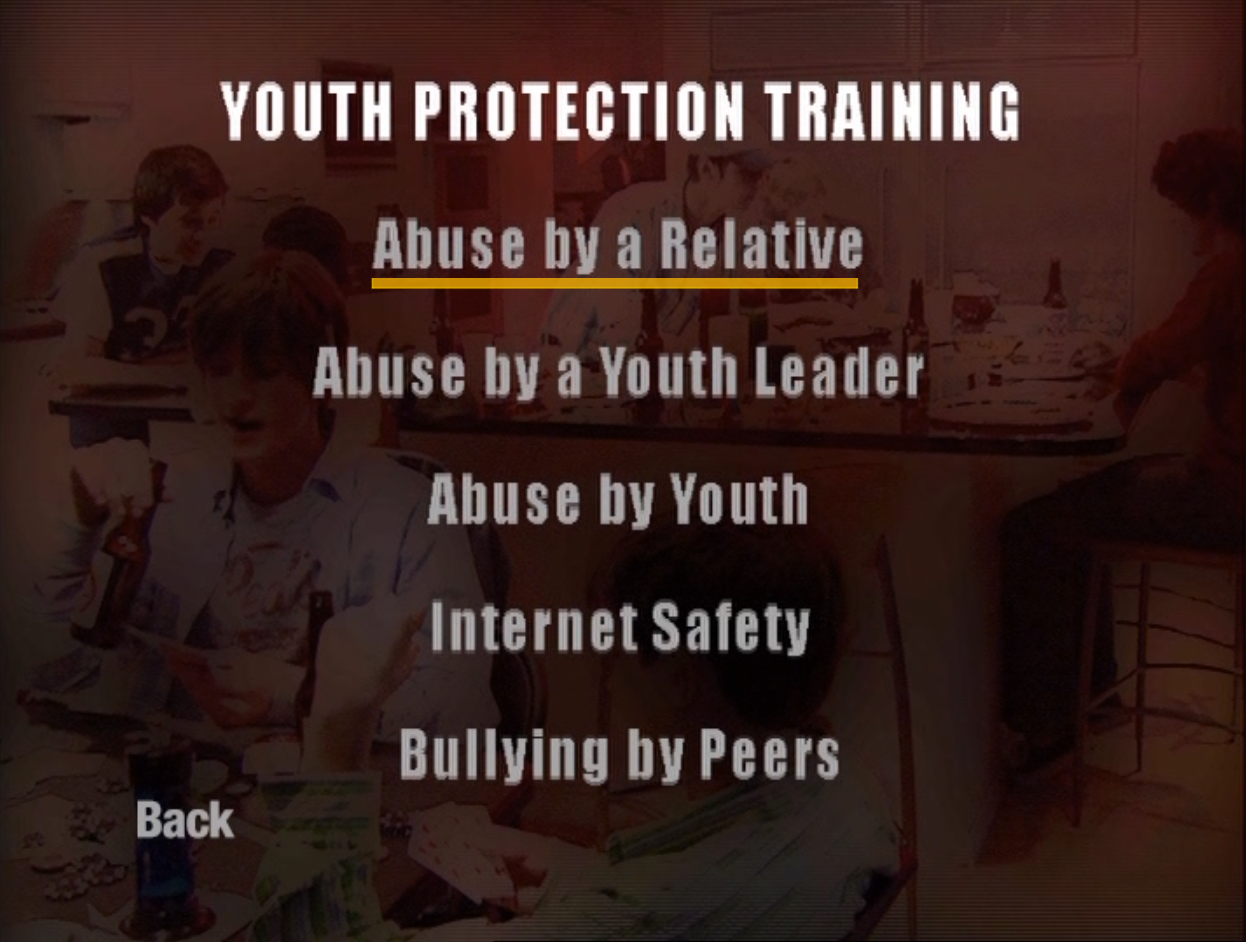 YOUTH PROTECTION TRAINING
Abuse by a Relative
Abuse by a Youth Leader
Abuse by Youth
Internet Safety
Bullying by Peers
Back